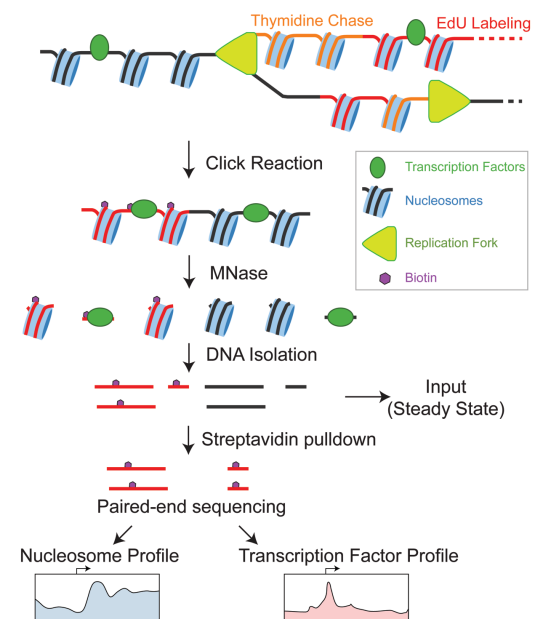 Thymidine Chase
EdU Labeling
Click Reaction
Transcription Factors
Nucleosomes
Replication Fork
Biotin
MNase
DNA Isolation
Input
(Steady State)
Streptavidin pulldown
Paired-end sequencing
Nucleosome Profile
Transcription Factor Profile